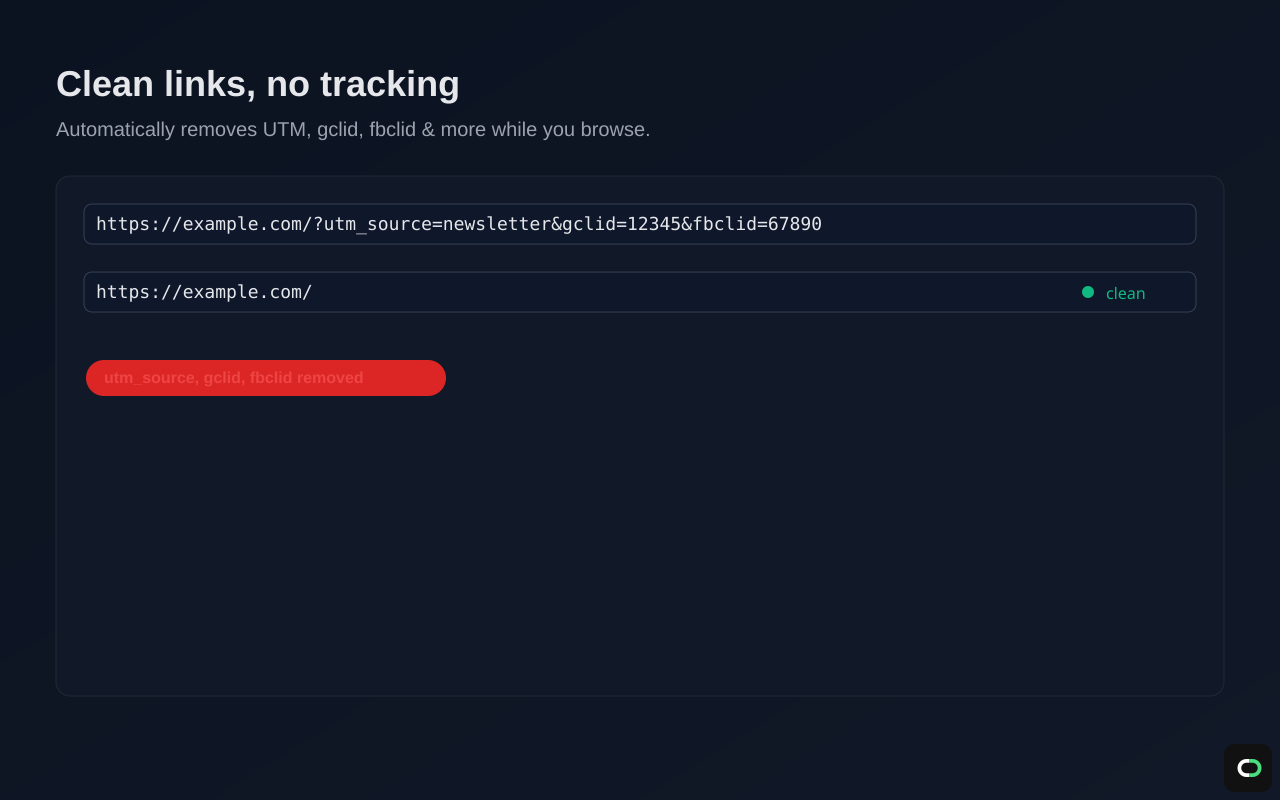 Clean links, no tracking
Automatically removes UTM, gclid, fbclid & more while you browse.
https://example.com/?utm_source=newsletter&gclid=12345&fbclid=67890
https://example.com/
clean
utm_source, gclid, fbclid removed